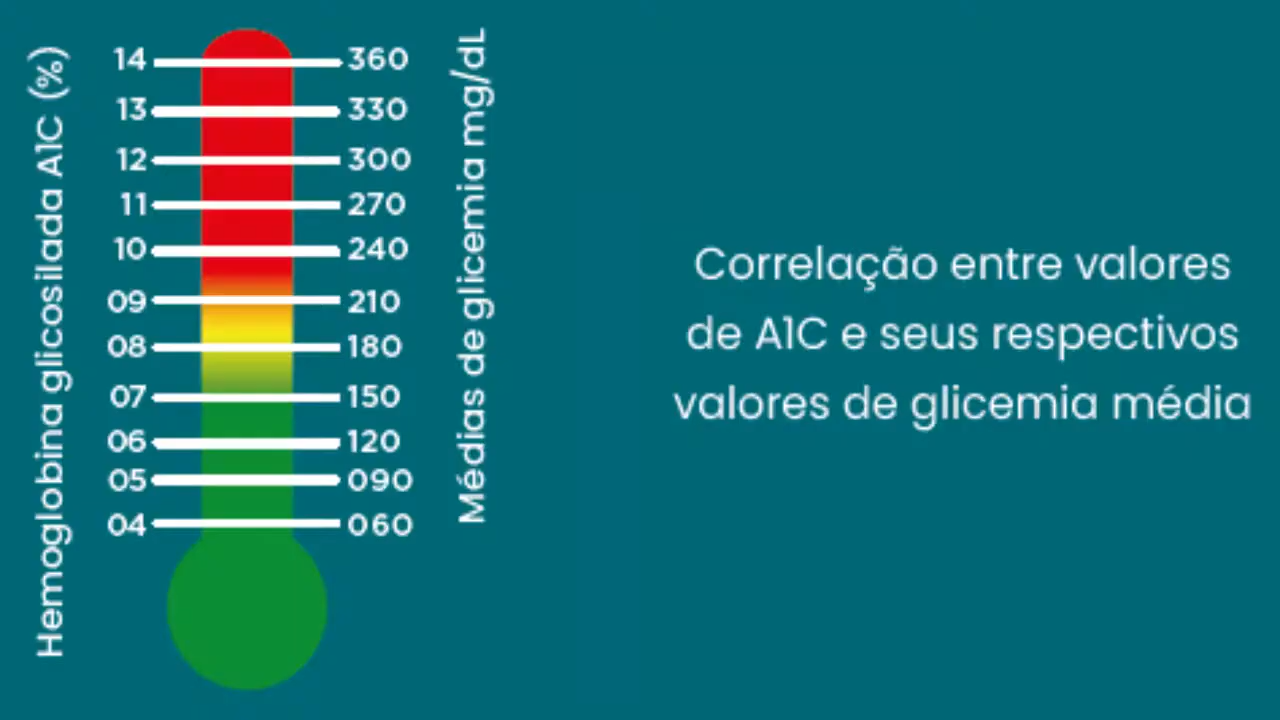 Hemoglobina glicosilada A1C (%)
14 360
13 330
12 300
11 270
10 240
09 210
08 180
07 150
06 120
05 090
04 060
Médias de glicemia mg/dL
Correlação entre valores
de A1C e seus respectivos
valores de glicemia média